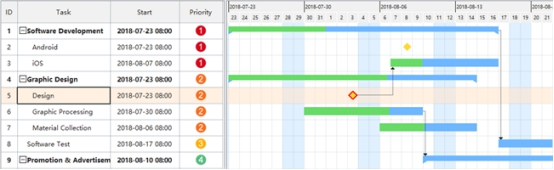 ID Task Start Priority 2018-07-23 2018-07-30 2018-08-06 2018-08-13 2018-08
23 24 25 26 27 28 29 30 31 1 2 3 4 5 6 7 8 9 10 11 12 13 14 15 16 17 18 19 20 21
1 Software Development 2018-07-23 08:00 1
2 Android 2018-07-23 08:00 1
3 iOS 2018-08-07 08:00 1
4 Graphic Design 2018-07-23 08:00 2
5 Design 2018-07-23 08:00 2
6 Graphic Processing 2018-07-30 08:00 2
7 Material Collection 2018-08-06 08:00 2
8 Software Test 2018-08-17 08:00 3
9 Promotion & Advertisem 2018-08-10 08:00 4